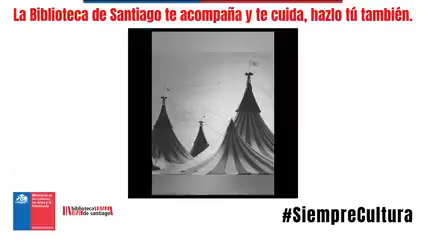 La Biblioteca de Santiago te acompaña y te cuida, hazlo tú también.
biblioteca
de santiago
#SiempreCultura